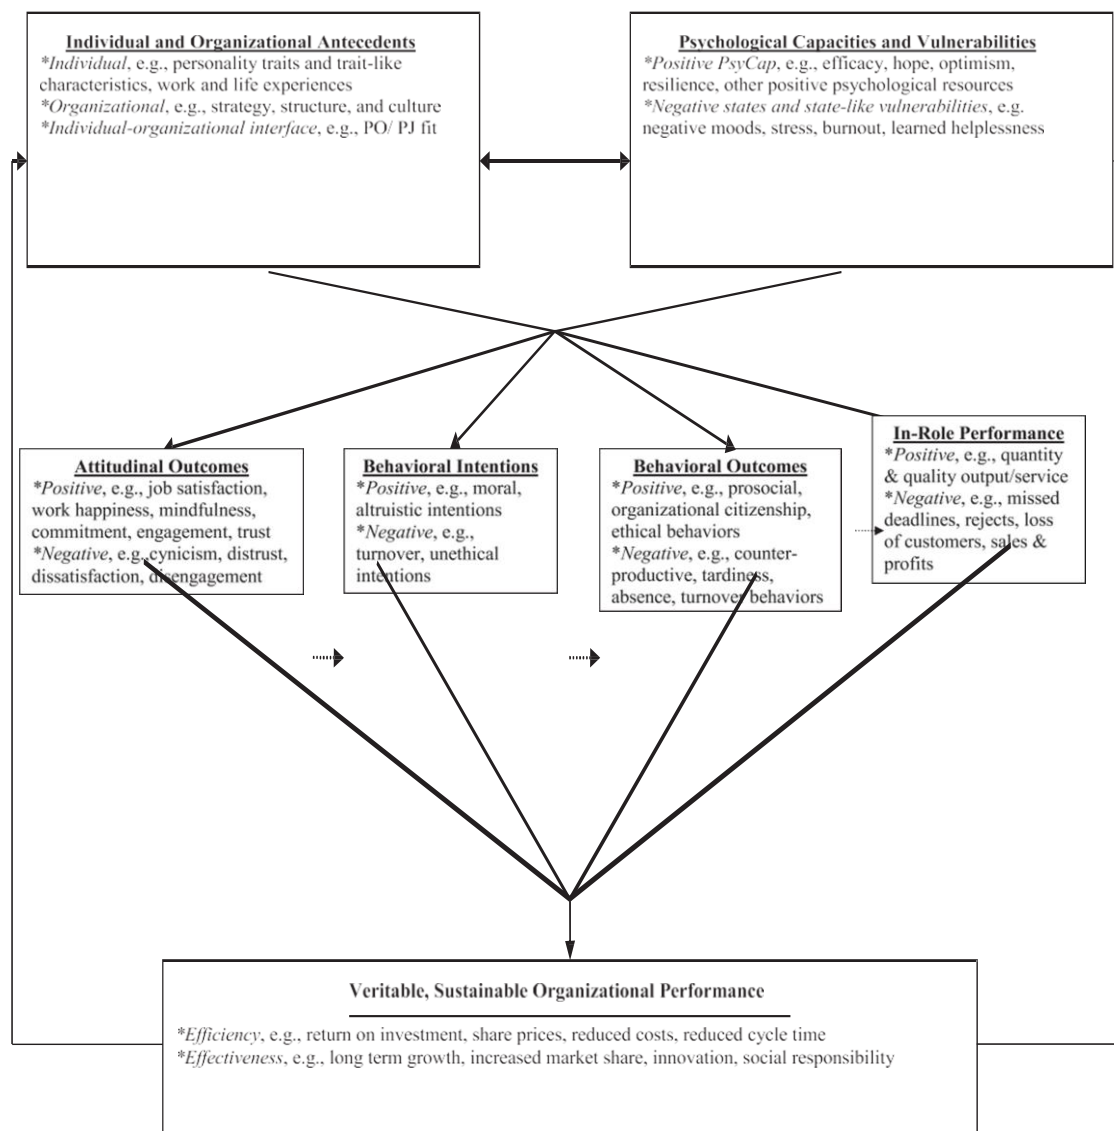 Individual and Organizational Antecedents
*Individual, e.g., personality traits and trait-like
characteristics, work and life experiences
*Organizational, e.g., strategy, structure, and culture
*Individual-organizational interface, e.g., PO/ PJ fit
Psychological Capacities and Vulnerabilities
*Positive PsyCap, e.g., efficacy, hope, optimism,
resilience, other positive psychological resources
*Negative states and state-like vulnerabilities, e.g.
negative moods, stress, burnout, learned helplessness
Attitudinal Outcomes
*Positive, e.g., job satisfaction,
work happiness, mindfulness,
commitment, engagement, trust
*Negative, e.g., cynicism, distrust,
dissatisfaction, disengagement
Behavioral Intentions
*Positive, e.g., moral,
altruistic intentions
*Negative, e.g.,
turnover, unethical
intentions
Behavioral Outcomes
*Positive, e.g., prosocial,
organizational citizenship,
ethical behaviors
*Negative, e.g., counter-
productive, tardiness,
absence, turnover behaviors
In-Role Performance
*Positive, e.g., quantity
& quality output/service
*Negative, e.g., missed
deadlines, rejects, loss
of customers, sales &
profits
Veritable, Sustainable Organizational Performance
*Efficiency, e.g., return on investment, share prices, reduced costs, reduced cycle time
*Effectiveness, e.g., long term growth, increased market share, innovation, social responsibility